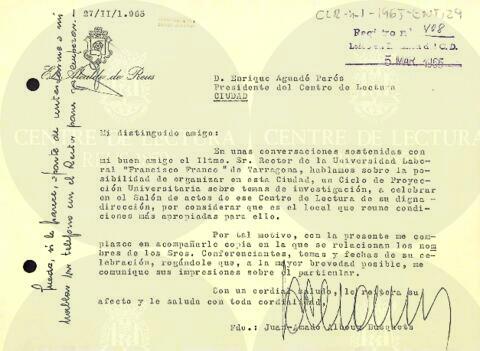 27/II/1.965
CLR-2.1-1965-ENT,29
Registro nº 408
5 MAR 1965
El Alcalde de Reus
D. Enrique Aguadé Parés
Presidente del Centro de Lectura
CIUDAD
Mi distinguido amigo:
En unas conversaciones sostenidas con
mi buen amigo el Iltmo. Sr. Rector de la Universidad Labo
ral "Francisco Franco" de Tarragona, hablamos sobre la po
sibilidad de organizar en esta Ciudad, un Ciclo de Proyec
ción Universitaria sobre temas de investigación, a celebrar
en el Salón de actos de ese Centro de Lectura de su digna
dirección, por considerar que es el local que reune condi-
ciones más apropiadas para ello.
Por tal motivo, con la presente me com-
plazco en acompañarle copia en la que se relacionan los nom
bres de los Sres. Conferenciantes, temas y fechas de su ce-
lebración, rogándole que, a la mayor brevedad posible, me
comunique sus impresiones sobre el particular.
Con un cordial saludo, le reitera su
afecto y le saluda con toda cordialidad,
Fdo.: Juan-Amado Albouy Busquets
Puede, si le parece, aparte de
hablar por teléfono con el Rector para
CENTRE DE LECTURA
CENTRE DE LECTURA